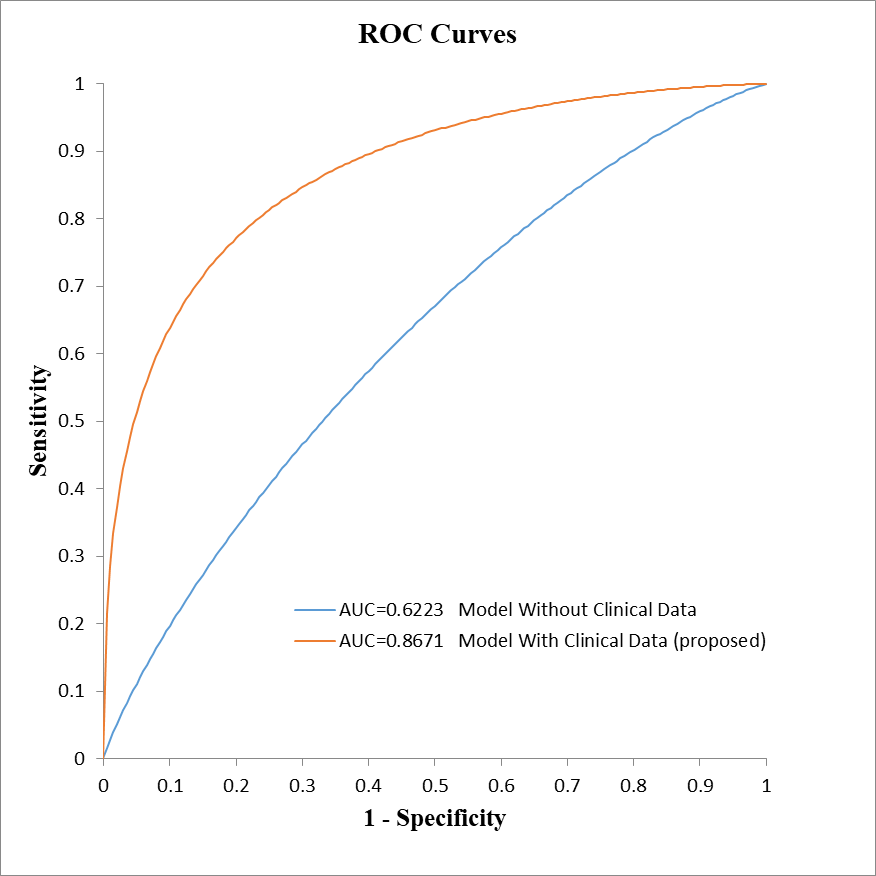 ROC Curves
1
0.9
0.8
0.7
0.6
0.5
0.4
0.3
0.2
0.1
0
Sensitivity
AUC=0.6223 Model Without Clinical Data
AUC=0.8671 Model With Clinical Data (proposed)
0 0.1 0.2 0.3 0.4 0.5 0.6 0.7 0.8 0.9 1
1 - Specificity